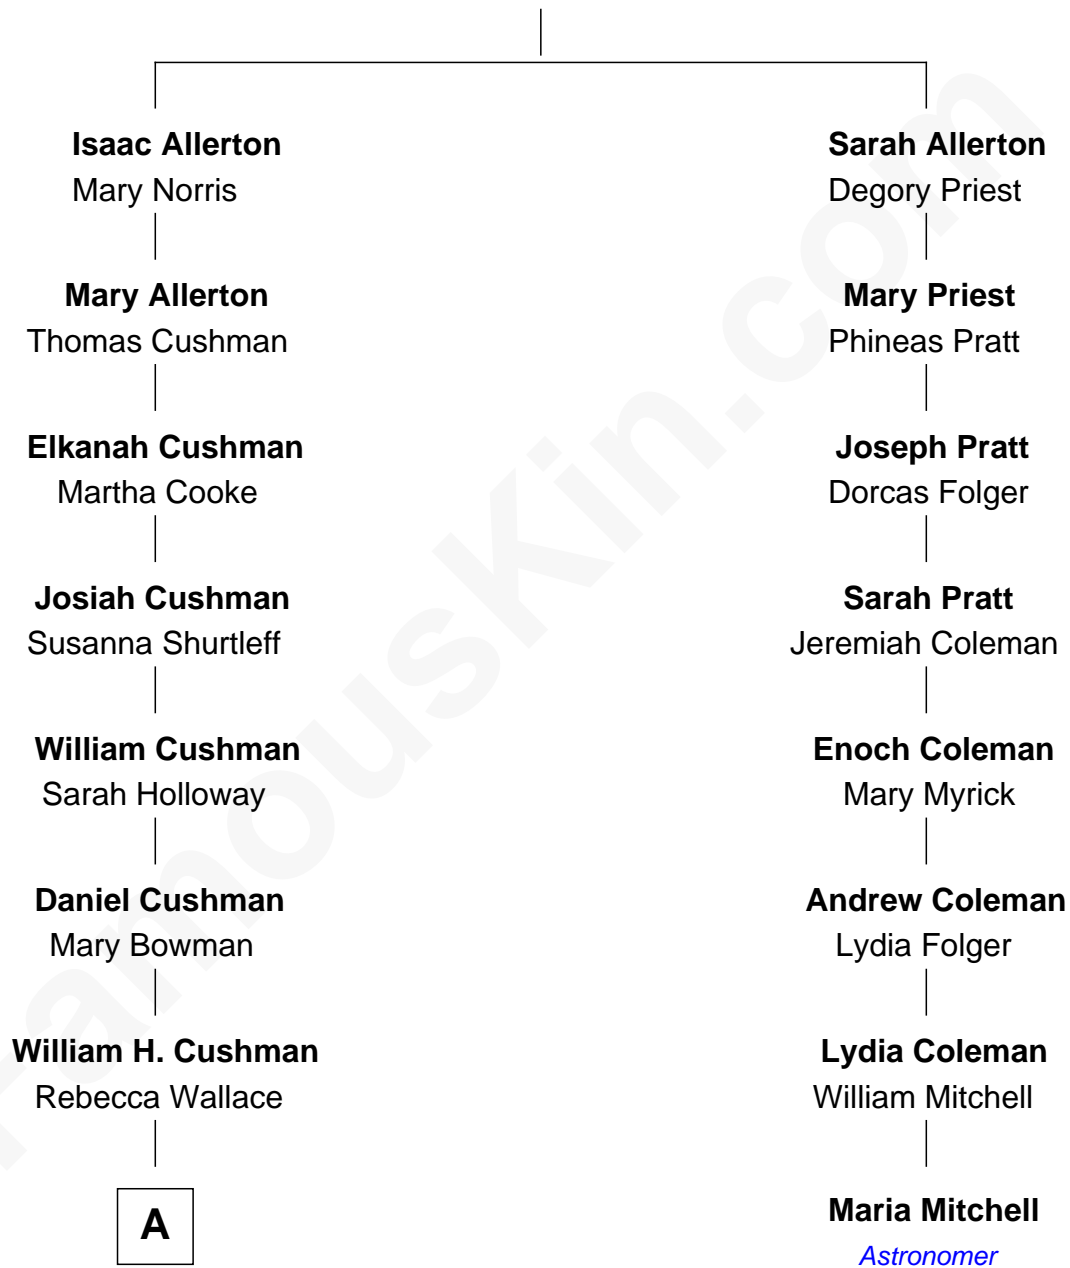 Isaac Allerton
Mary Norris
Mary Allerton
Thomas Cushman
Elkanah Cushman
Martha Cooke
Josiah Cushman
Susanna Shurtleff
William Cushman
Sarah Holloway
Daniel Cushman
Mary Bowman
William H. Cushman
Rebecca Wallace
A
Sarah Allerton
Degory Priest
Mary Priest
Phineas Pratt
Joseph Pratt
Dorcas Folger
Sarah Pratt
Jeremiah Coleman
Enoch Coleman
Mary Myrick
Andrew Coleman
Lydia Folger
Lydia Coleman
William Mitchell
Maria Mitchell
Astronomer
FamousKin.com